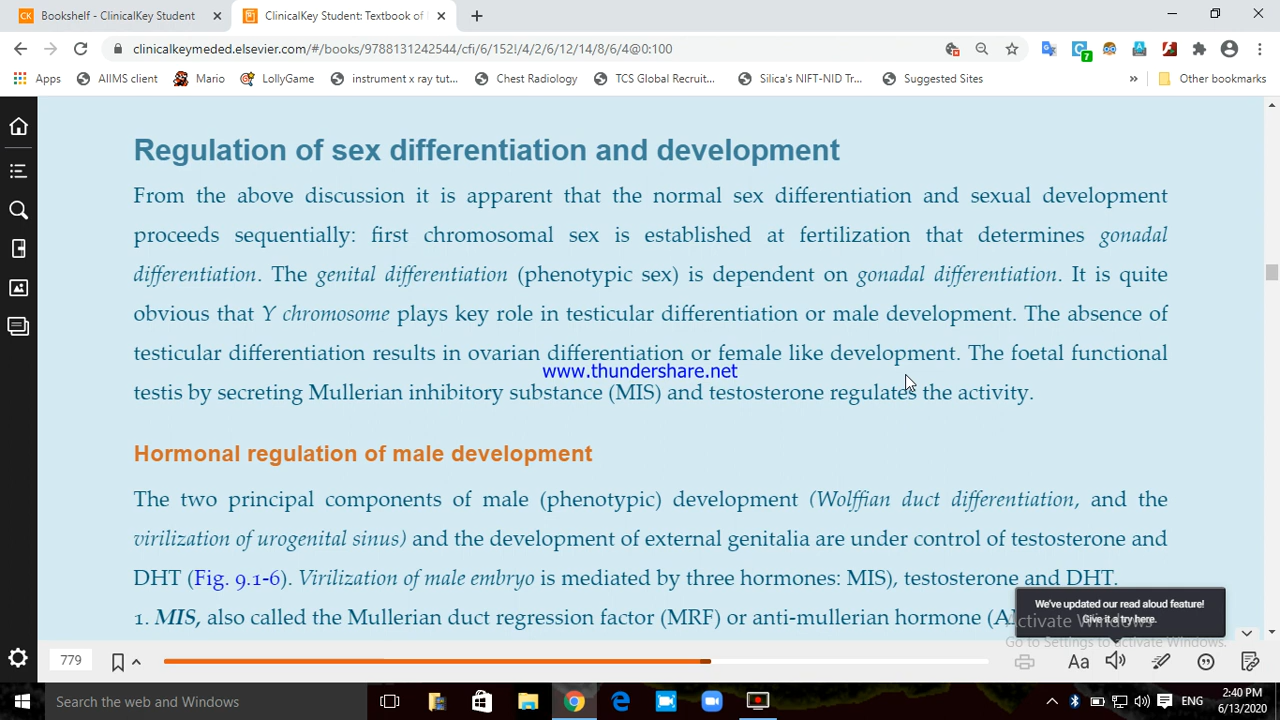 Bookshelf - ClinicalKey Student
ClinicalKey Student: Textbook of
clinicalkeymeded.elsevier.com/#/books/9788131242544/cfi/6/152!/4/2/6/12/14/8/6/4@0:100
7
Apps AIIMS client Mario LollyGame instrument x ray tut... Chest Radiology TCS Global Recruit... Silica's NIFT-NID Tr... Suggested Sites » Other bookmarks
Regulation of sex differentiation and development
From the above discussion it is apparent that the normal sex differentiation and sexual development
proceeds sequentially: first chromosomal sex is established at fertilization that determines gonadal
differentiation. The genital differentiation (phenotypic sex) is dependent on gonadal differentiation. It is quite
obvious that Y chromosome plays key role in testicular differentiation or male development. The absence of
testicular differentiation results in ovarian differentiation or female like development. The foetal functional
www.thundershare.net
testis by secreting Mullerian inhibitory substance (MIS) and testosterone regulates the activity.
Hormonal regulation of male development
The two principal components of male (phenotypic) development (Wolffian duct differentiation, and the
virilization of urogenital sinus) and the development of external genitalia are under control of testosterone and
DHT (Fig. 9.1-6). Virilization of male embryo is mediated by three hormones: MIS), testosterone and DHT.
1. MIS, also called the Mullerian duct regression factor (MRF) or anti-mullerian hormone
We've updated our read aloud feature!
Give it a try here.
Activate Windows
Go to Settings to activate Windows.
779
Aa
Search the web and Windows
ENG
2:40 PM
6/13/2020